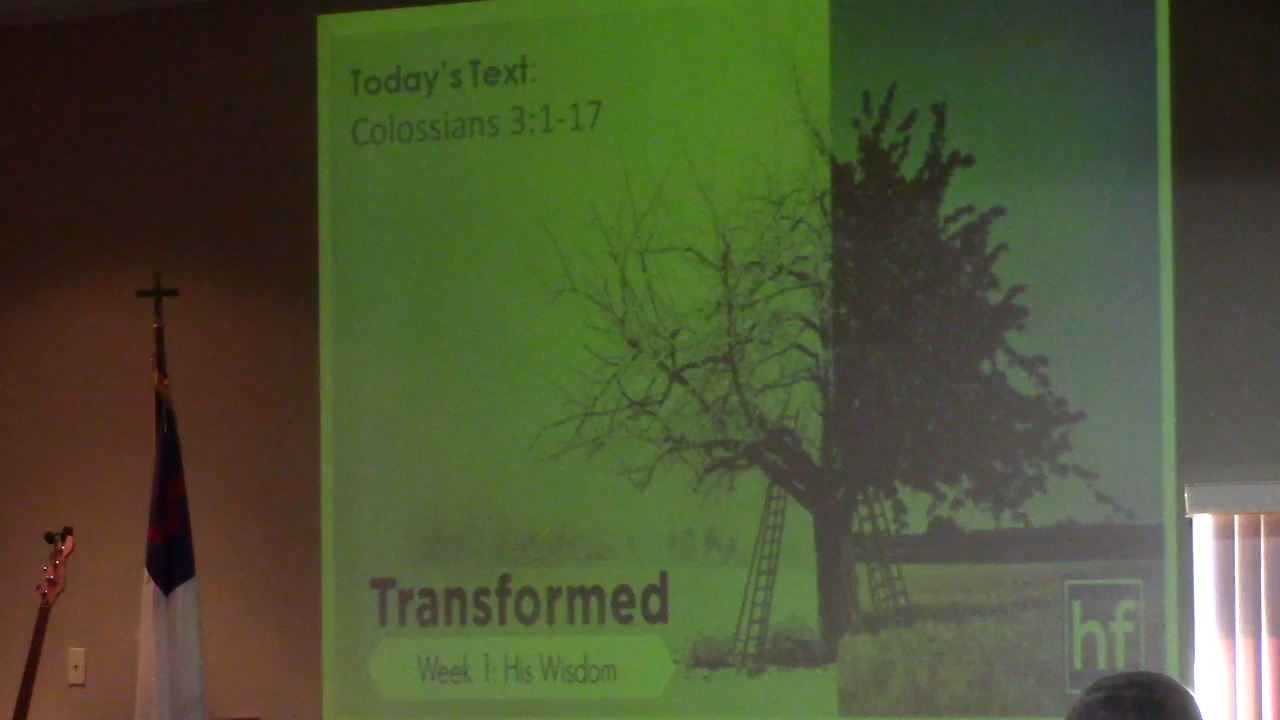 Today's Text:
Colossians 3:1-17
Transformed
Week 1: His Wisdom
hf